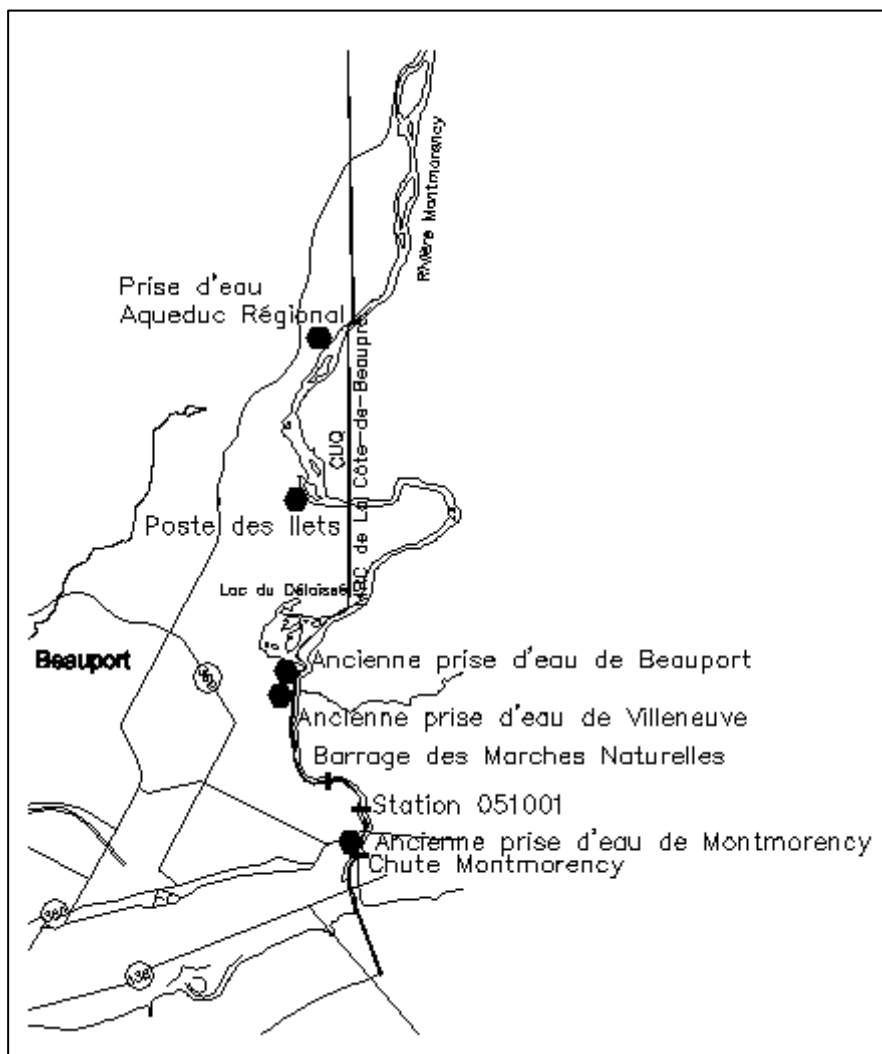 Rivière Montmorency
Prise d'eau
Aqueduc Régional
CUQ
MRC de La Côte-de-Beaupré
Poste des Ilets
Lac du Délaissé
Beauport
Ancienne prise d'eau de Beauport
Ancienne prise d'eau de Villeneuve
Barrage des Marches Naturelles
Station 051001
Ancienne prise d'eau de Montmorency
Chute Montmorency
360
138